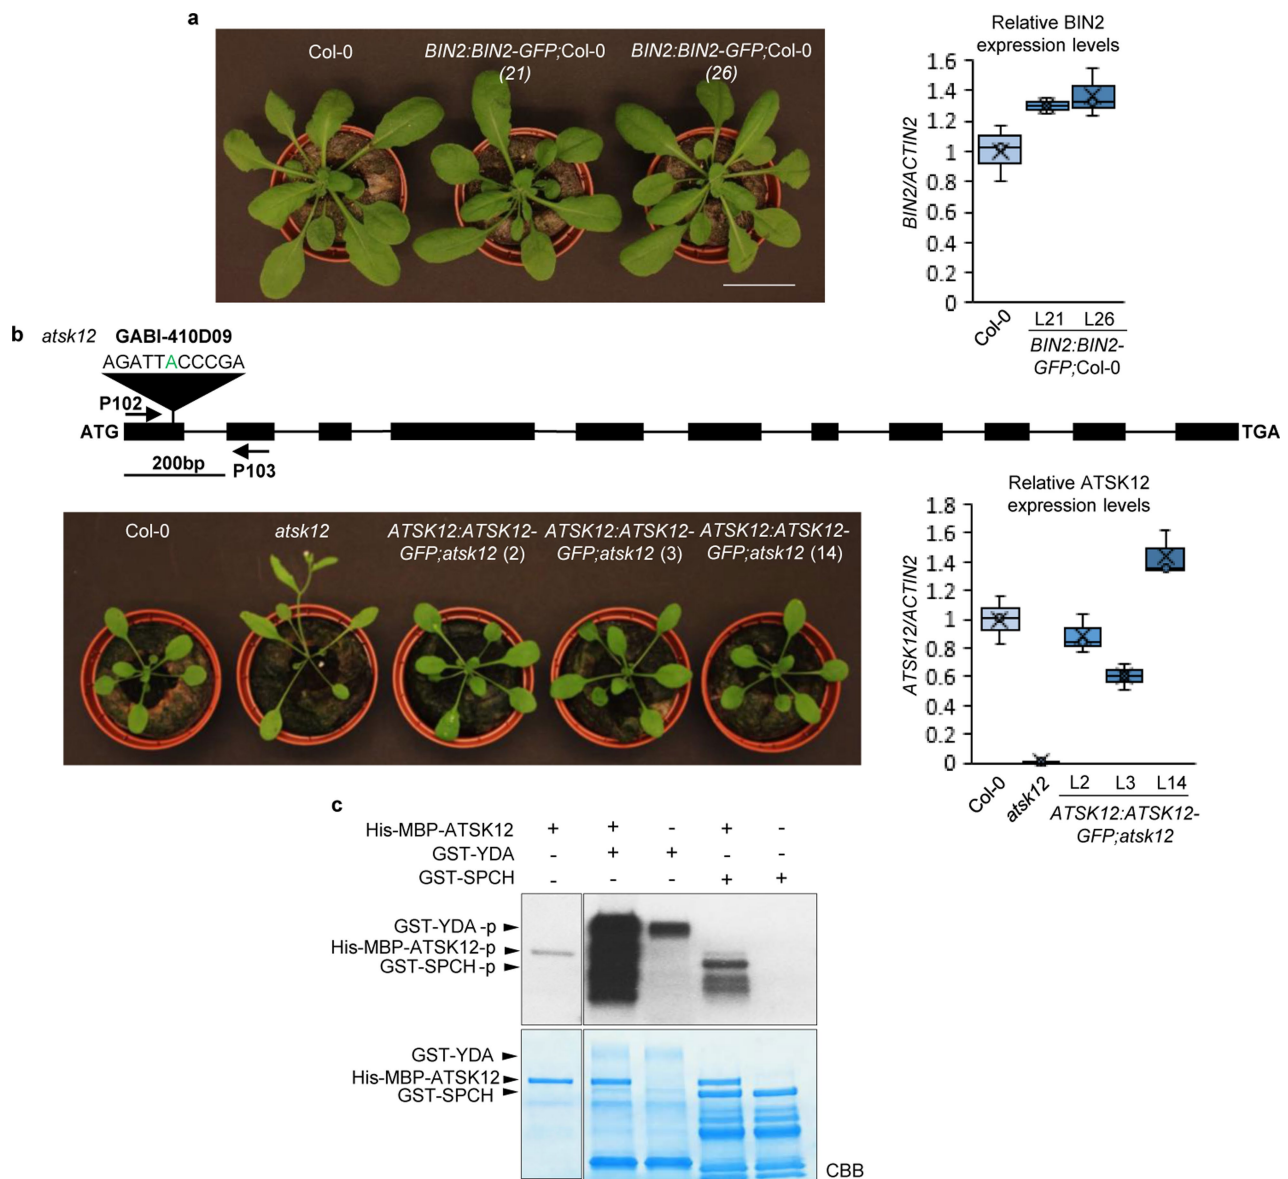 a
Col-0
BIN2:BIN2-GFP;Col-0
(21)
BIN2:BIN2-GFP;Col-0
(26)
Relative BIN2
expression levels
BIN2/ACTIN2
1.6
1.4
1.2
1
0.8
0.6
0.4
0.2
0
Col-0
L21 L26
BIN2:BIN2-
GFP;Col-0
b
atsk12 GABI-410D09
AGATTACCCGA
P102
ATG
TGA
200bp
P103
Col-0
atsk12
ATSK12:ATSK12-
GFP;atsk12 (2)
ATSK12:ATSK12-
GFP;atsk12 (3)
ATSK12:ATSK12-
GFP;atsk12 (14)
Relative ATSK12
expression levels
ATSK12/ACTIN2
1.8
1.6
1.4
1.2
1
0.8
0.6
0.4
0.2
0
Col-0
atsk12
L2 L3 L14
ATSK12:ATSK12-
GFP;atsk12
c
His-MBP-ATSK12 + + - + -
GST-YDA - + + - -
GST-SPCH - - - + +
GST-YDA-p
His-MBP-ATSK12-p
GST-SPCH-p
GST-YDA
His-MBP-ATSK12
GST-SPCH
CBB